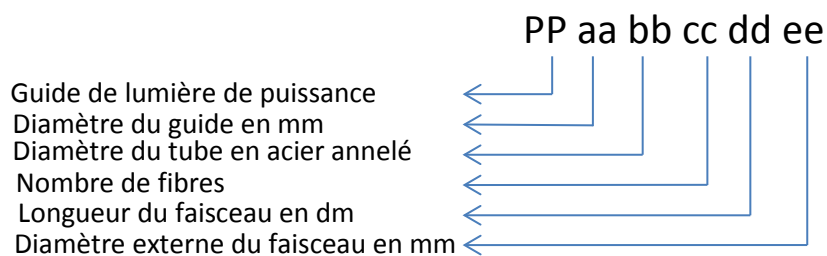 PP aa bb cc dd ee
Guide de lumière de puissance
Diamètre du guide en mm
Diamètre du tube en acier annelé
Nombre de fibres
Longueur du faisceau en dm
Diamètre externe du faisceau en mm